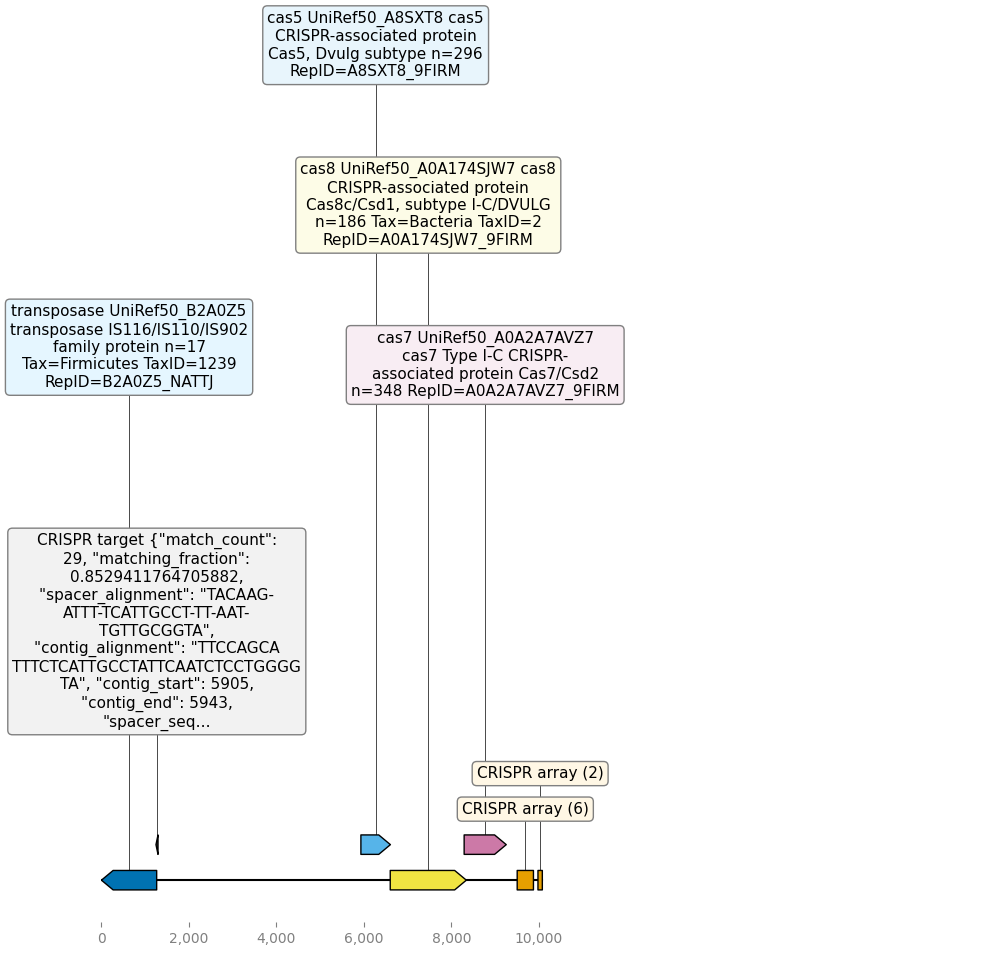 cas5 UniRef50_A8SXT8 cas5
CRISPR-associated protein
Cas5, Dvulg subtype n=296
RepID=A8SXT8_9FIRM
cas8 UniRef50_A0A174SJW7 cas8
CRISPR-associated protein
Cas8c/Csd1, subtype I-C/DVULG
n=186 Tax=Bacteria TaxID=2
RepID=A0A174SJW7_9FIRM
transposase UniRef50_B2A0Z5
transposase IS116/IS110/IS902
family protein n=17
Tax=Firmicutes TaxID=1239
RepID=B2A0Z5_NATTJ
cas7 UniRef50_A0A2A7AVZ7
cas7 Type I-C CRISPR-
associated protein Cas7/Csd2
n=348 RepID=A0A2A7AVZ7_9FIRM
CRISPR target {"match_count":
29, "matching_fraction":
0.8529411764705882,
"spacer_alignment": "TACAAG-
ATTT-TCATTGCCT-TT-AAT-
TGTTGCGGTA",
"contig_alignment": "TTCCAGCA
TTTCTCATTGCCTATTCAATCTCCTGGGG
TA", "contig_start": 5905,
"contig_end": 5943,
"spacer_seq...
CRISPR array (2)
CRISPR array (6)
0 2,000 4,000 6,000 8,000 10,000